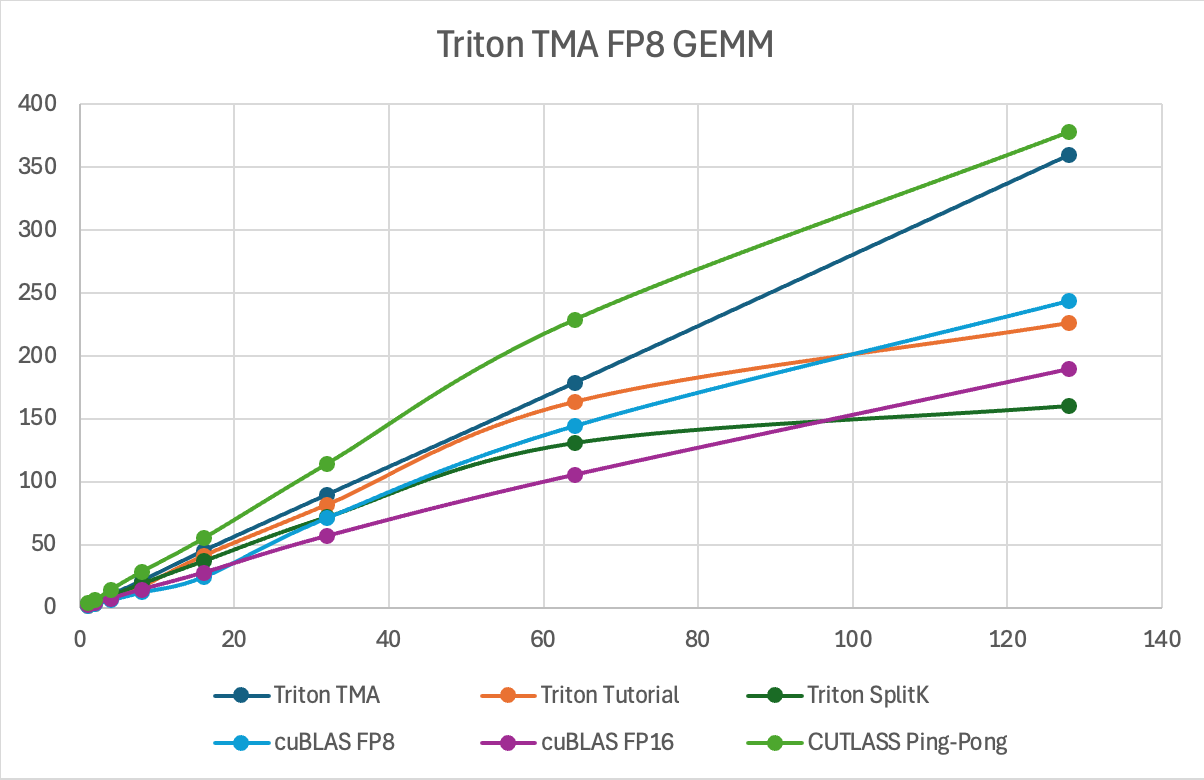 Triton TMA FP8 GEMM
400
350
300
250
200
150
100
50
0
0 20 40 60 80 100 120 140
Triton TMA Triton Tutorial Triton SplitK
cuBLAS FP8 cuBLAS FP16 CUTLASS Ping-Pong